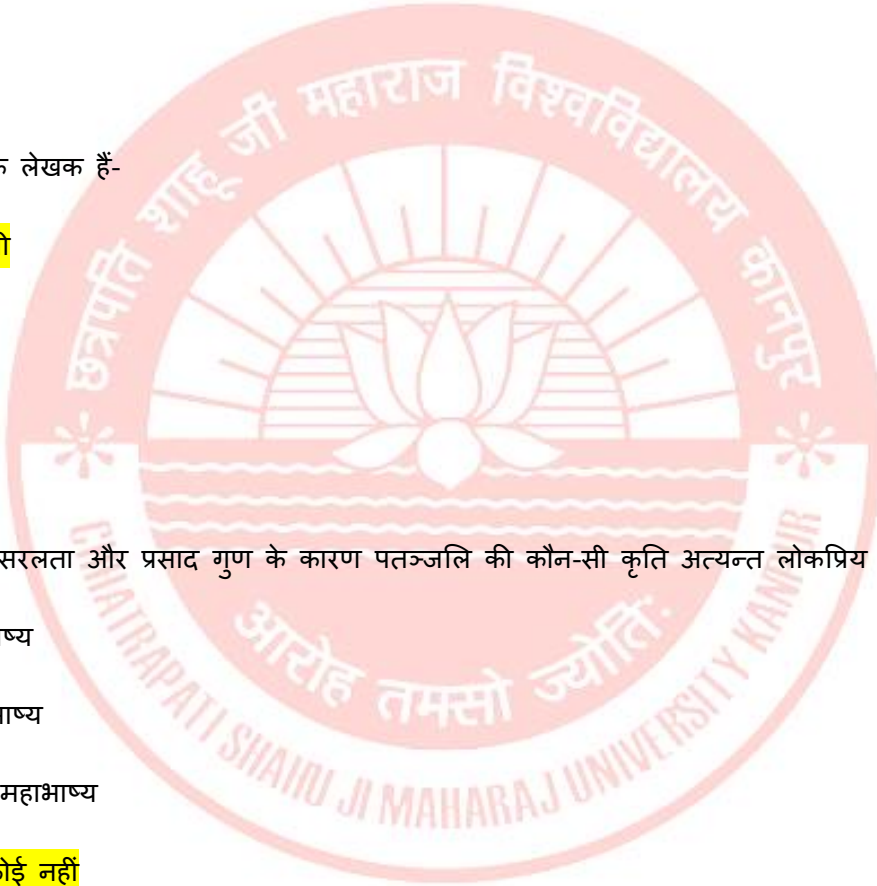 छत्रपति शाहू जी महाराज विश्वविद्यालय कानपुर
लेखक हैं-
सरलता और प्रसाद गुण के कारण पतञ्जलि की कौन-सी कृति अत्यन्त लोकप्रिय
महाभाष्य
कोई नहीं
आरोह तमसो ज्योतिः
CHHATRAPATI SHAHU JI MAHARAJ UNIVERSITY KANPUR